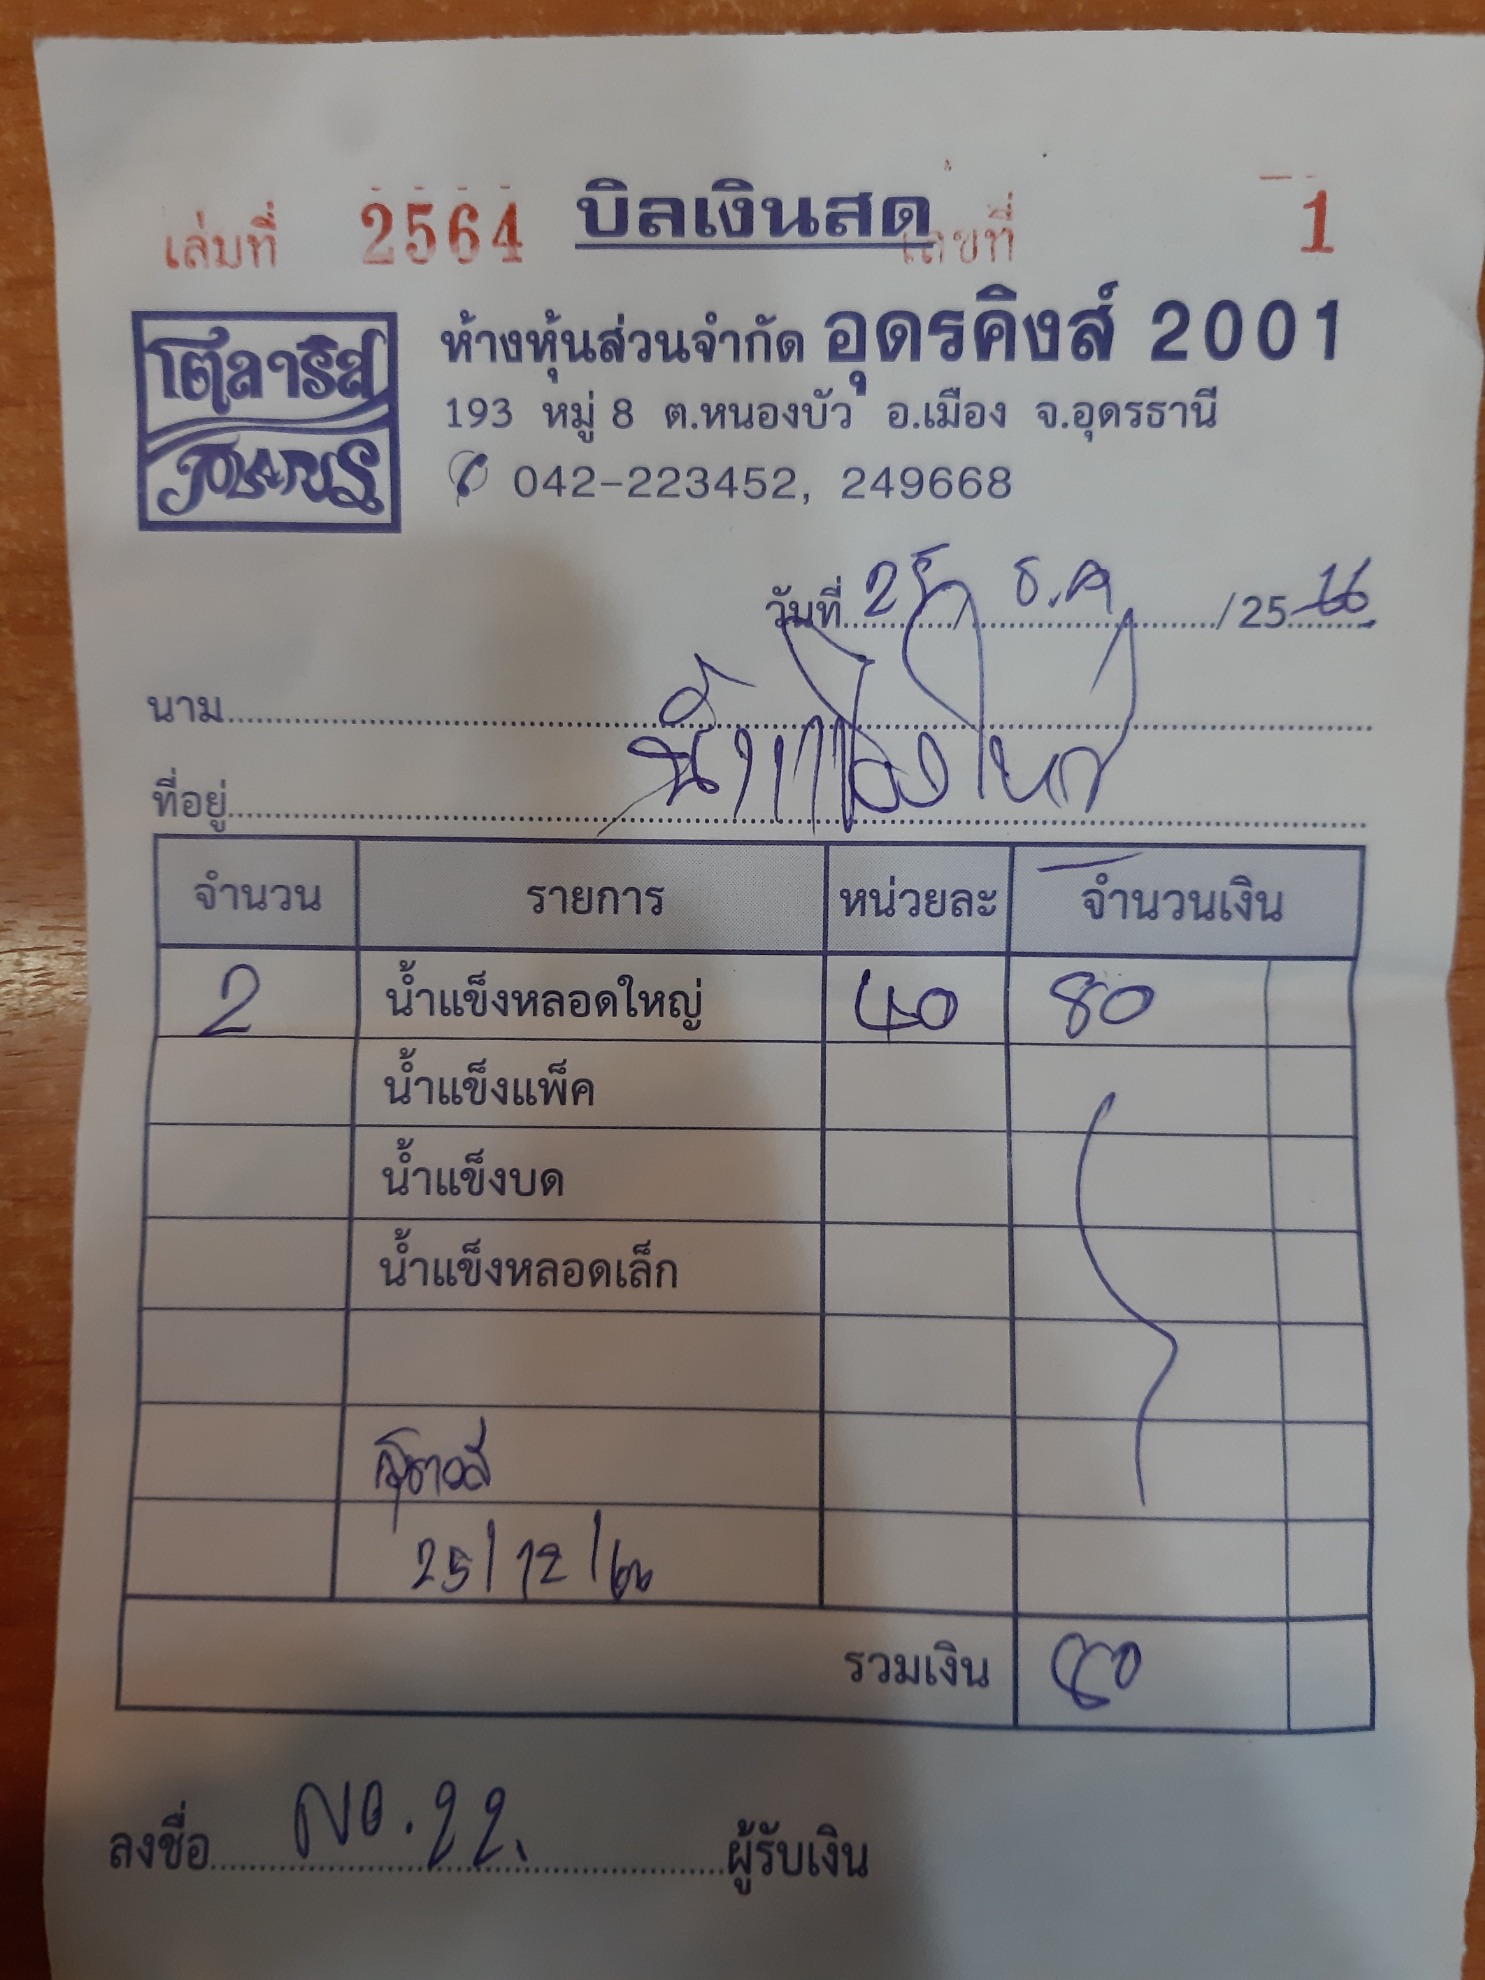 เล่มที่ 2564 บิลเงินสด เลขที่ 1
โตลาริส
ห้างหุ้นส่วนจำกัด อุดรคิงส์ 2001
193 หมู่ 8 ต.หนองบัว อ.เมือง จ.อุดรธานี
042-223452, 249668
วันที่ 25 / ธ.ค. /25 66
นาม
ที่อยู่
จำนวน รายการ หน่วยละ จำนวนเงิน
2 น้ำแข็งหลอดใหญ่ 40 80
น้ำแข็งแพ็ค
น้ำแข็งบด
น้ำแข็งหลอดเล็ก
25/12/66
รวมเงิน 80
ลงชื่อ No.22. ผู้รับเงิน